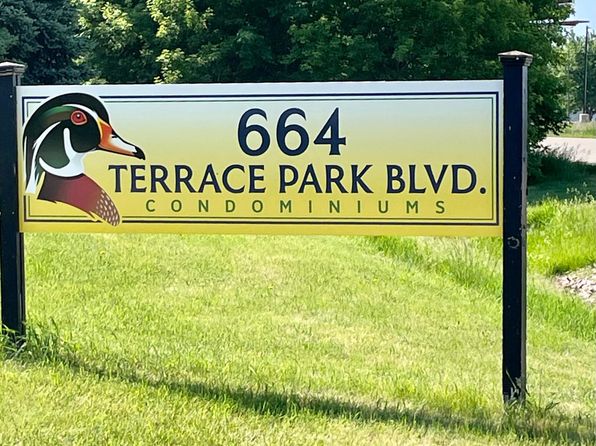 664
TERRACE PARK BLVD.
CONDOMINIUMS